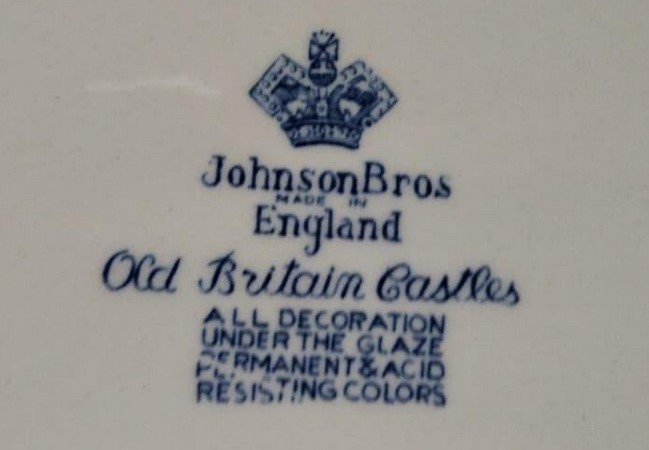 Johnson Bros
MADE IN
England
Old Britain Castles
ALL DECORATION
UNDER THE GLAZE
PERMANENT & ACID
RESISTING COLORS